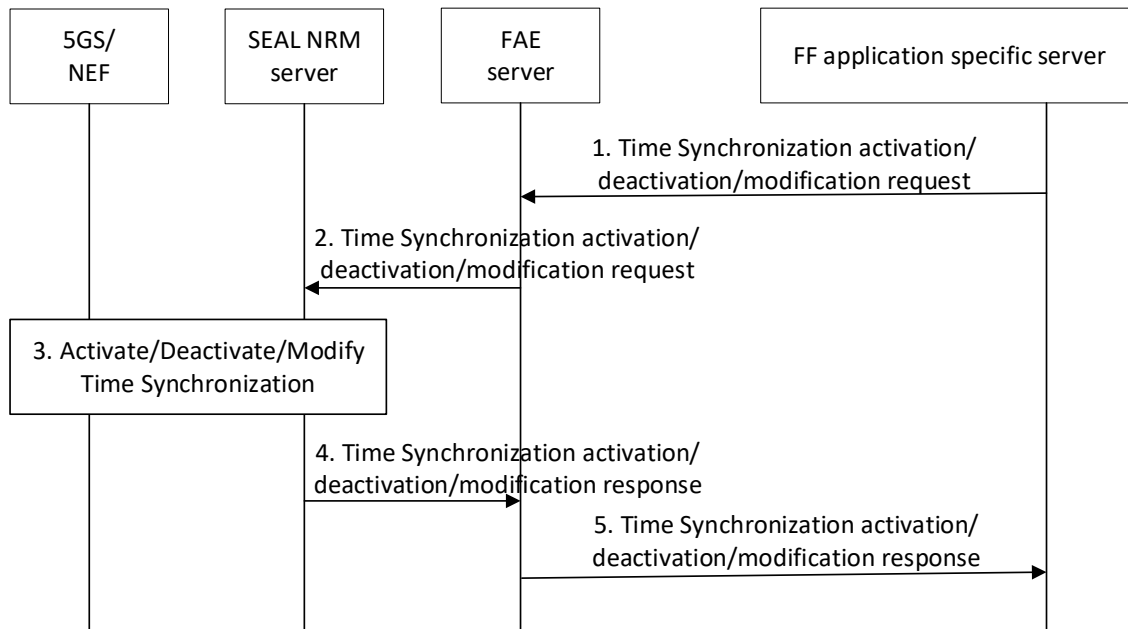 5GS/
NEF
SEAL NRM
server
FAE
server
FF application specific server
1. Time Synchronization activation/
deactivation/modification request
2. Time Synchronization activation/
deactivation/modification request
3. Activate/Deactivate/Modify
Time Synchronization
4. Time Synchronization activation/
deactivation/modification response
5. Time Synchronization activation/
deactivation/modification response